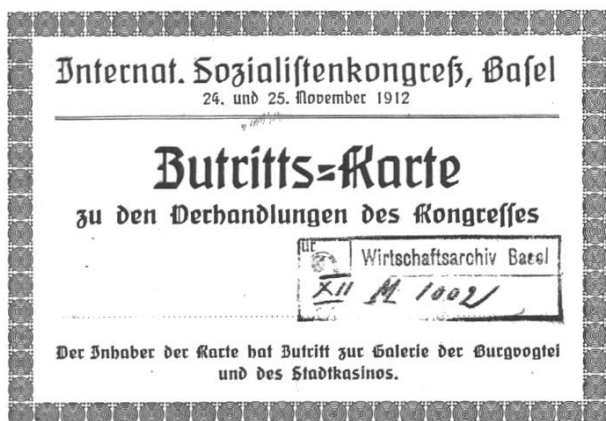 Internat. Sozialistenkongreß, Basel
24. und 25. November 1912
Zutritts=Karte
zu den Verhandlungen des Kongresses
für
Wirtschaftsarchiv Basel
XII M 1002
Der Inhaber der Karte hat Zutritt zur Galerie der Burgvogtei
und des Stadtkasinos.